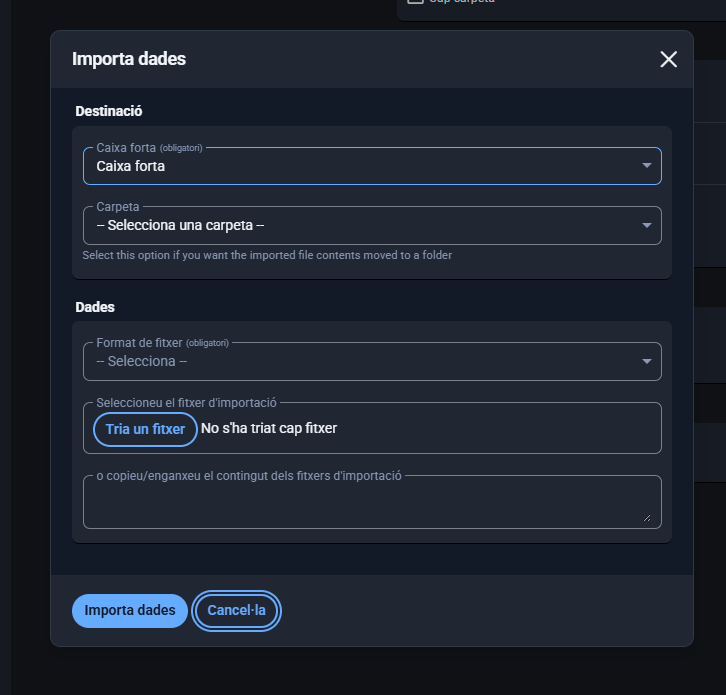 Importa dades
Destinació
Caixa forta (obligatori)
Caixa forta
Carpeta
-- Selecciona una carpeta --
Select this option if you want the imported file contents moved to a folder
Dades
Format de fitxer (obligatori)
-- Selecciona --
Seleccioneu el fitxer d'importació
Tria un fitxer No s'ha triat cap fitxer
o copieu/enganxeu el contingut dels fitxers d'importació
Importa dades Cancel·la